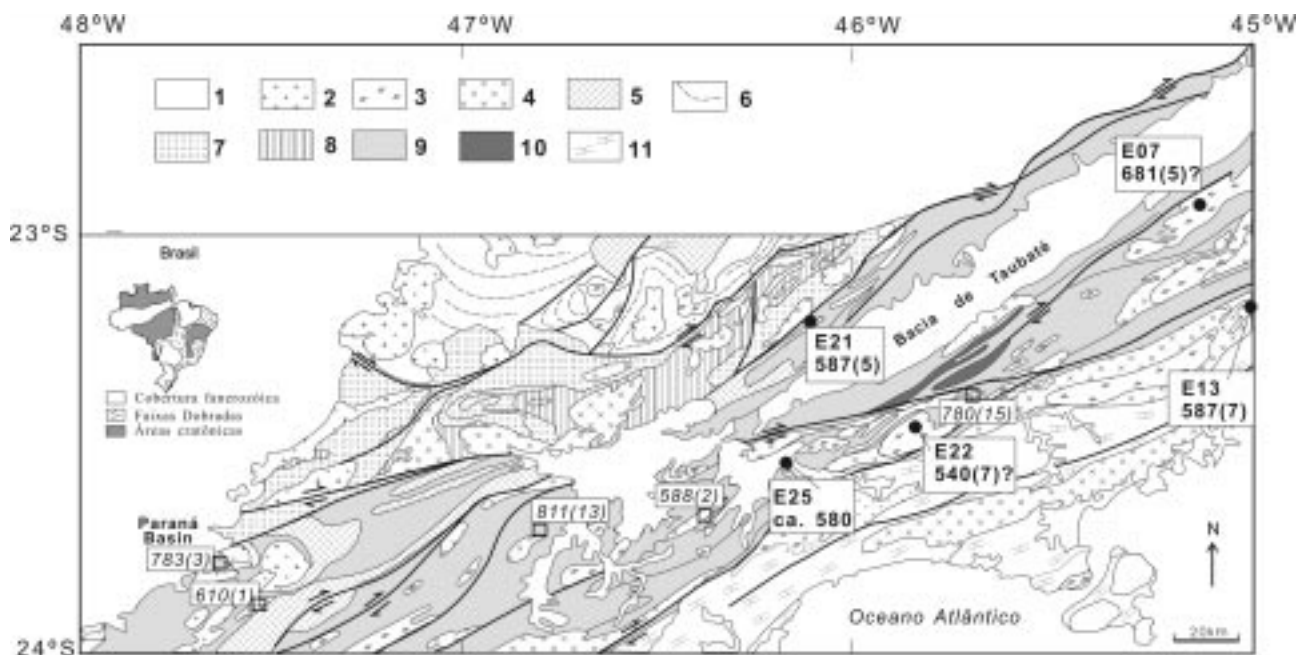 48°W
47°W
46°W
45°W
23°S
24°S
1
2
3
4
5
6
7
8
9
10
11
Brasil
Cobertura fanerozóica
Faixas Dobradas
Áreas cratônicas
E07
681(5)?
Bacia de Taubaté
E21
587(5)
E13
587(7)
780(15)
E22
540(7)?
E25
ca. 580
588(2)
811(13)
Paraná
Basin
783(3)
610(1)
N
Oceano Atlântico
20km